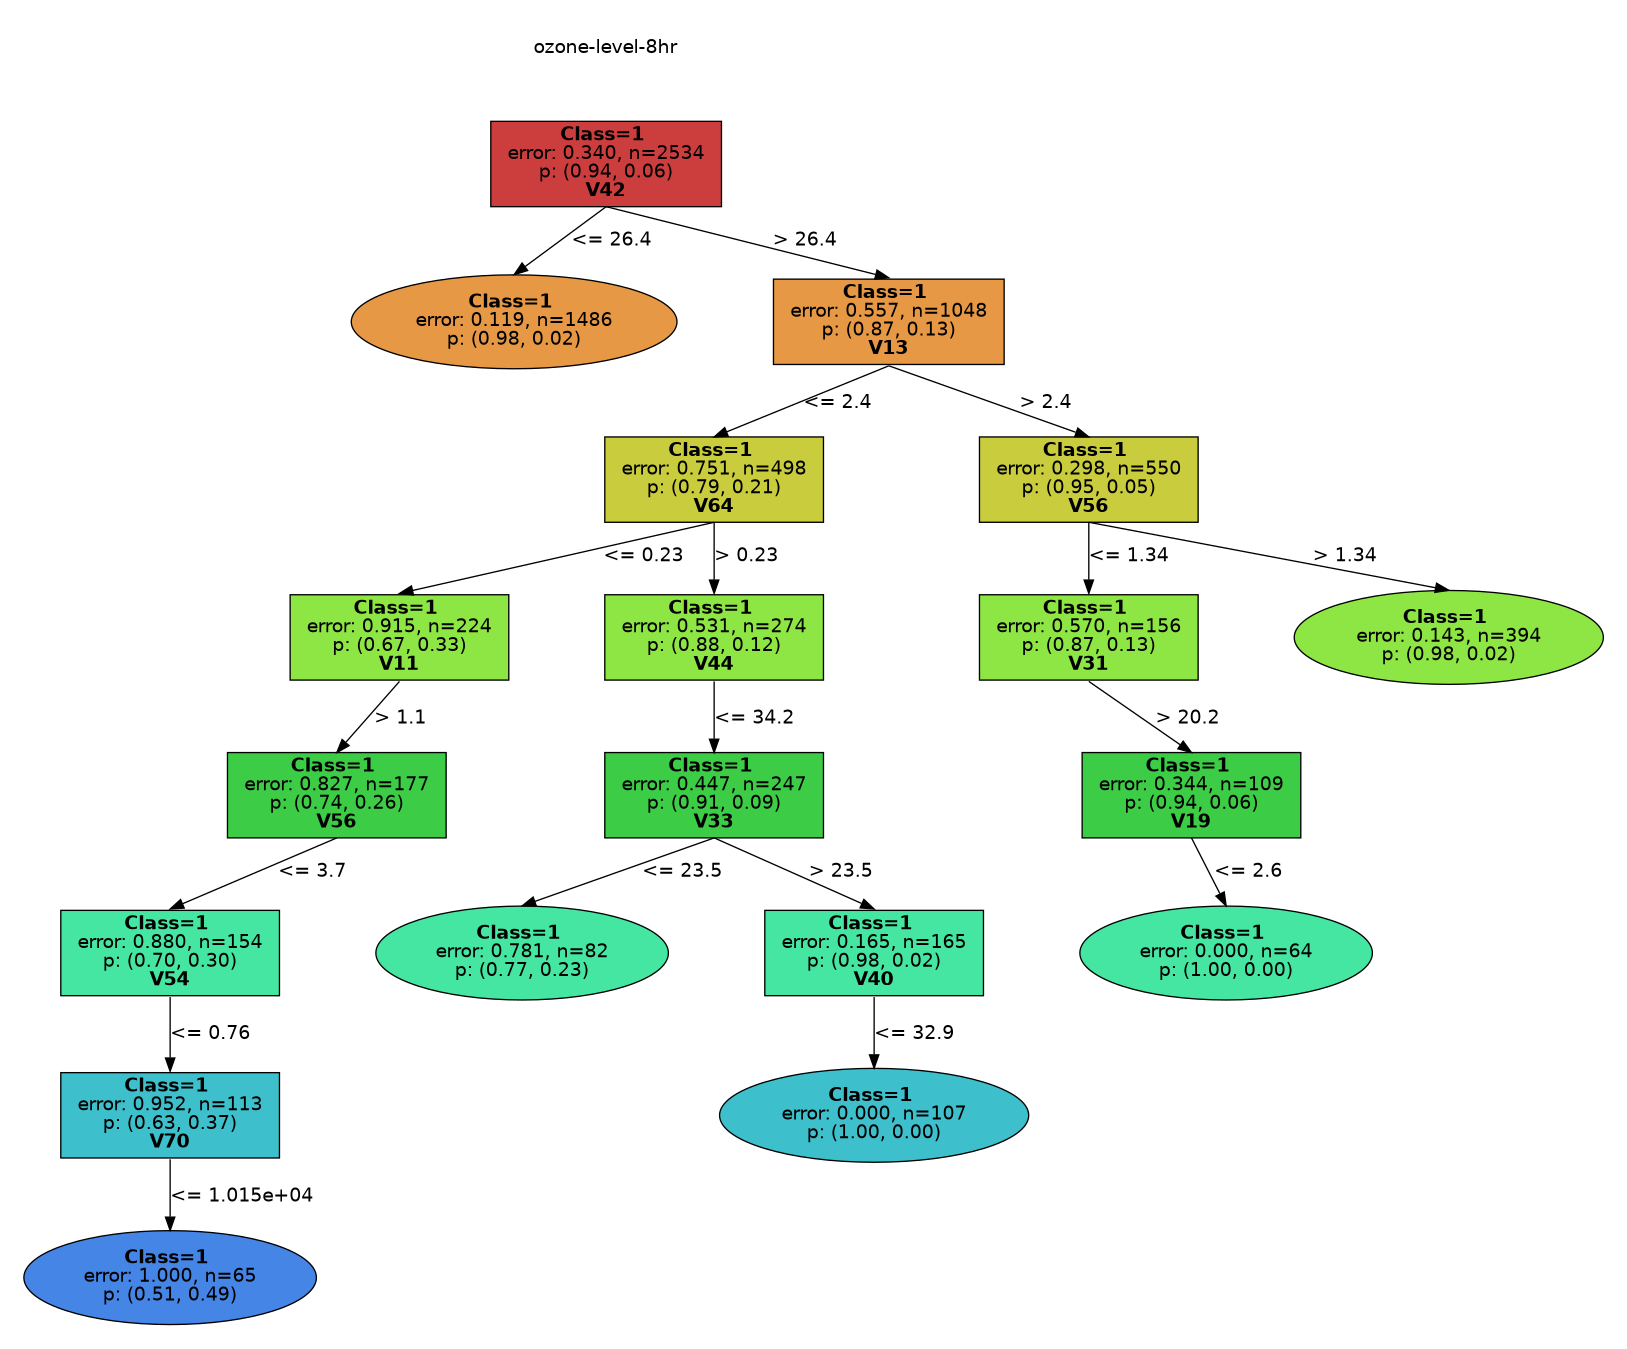 ozone-level-8hr
Class=1
error: 0.340, n=2534
p: (0.94, 0.06)
V42
<= 26.4
> 26.4
Class=1
error: 0.119, n=1486
p: (0.98, 0.02)
Class=1
error: 0.557, n=1048
p: (0.87, 0.13)
V13
<= 2.4
> 2.4
Class=1
error: 0.751, n=498
p: (0.79, 0.21)
V64
Class=1
error: 0.298, n=550
p: (0.95, 0.05)
V56
<= 0.23
> 0.23
<= 1.34
> 1.34
Class=1
error: 0.915, n=224
p: (0.67, 0.33)
V11
Class=1
error: 0.531, n=274
p: (0.88, 0.12)
V44
Class=1
error: 0.570, n=156
p: (0.87, 0.13)
V31
Class=1
error: 0.143, n=394
p: (0.98, 0.02)
> 1.1
<= 34.2
> 20.2
Class=1
error: 0.827, n=177
p: (0.74, 0.26)
V56
Class=1
error: 0.447, n=247
p: (0.91, 0.09)
V33
Class=1
error: 0.344, n=109
p: (0.94, 0.06)
V19
<= 3.7
<= 23.5
> 23.5
<= 2.6
Class=1
error: 0.880, n=154
p: (0.70, 0.30)
V54
Class=1
error: 0.781, n=82
p: (0.77, 0.23)
Class=1
error: 0.165, n=165
p: (0.98, 0.02)
V40
Class=1
error: 0.000, n=64
p: (1.00, 0.00)
<= 0.76
<= 32.9
Class=1
error: 0.952, n=113
p: (0.63, 0.37)
V70
Class=1
error: 0.000, n=107
p: (1.00, 0.00)
<= 1.015e+04
Class=1
error: 1.000, n=65
p: (0.51, 0.49)